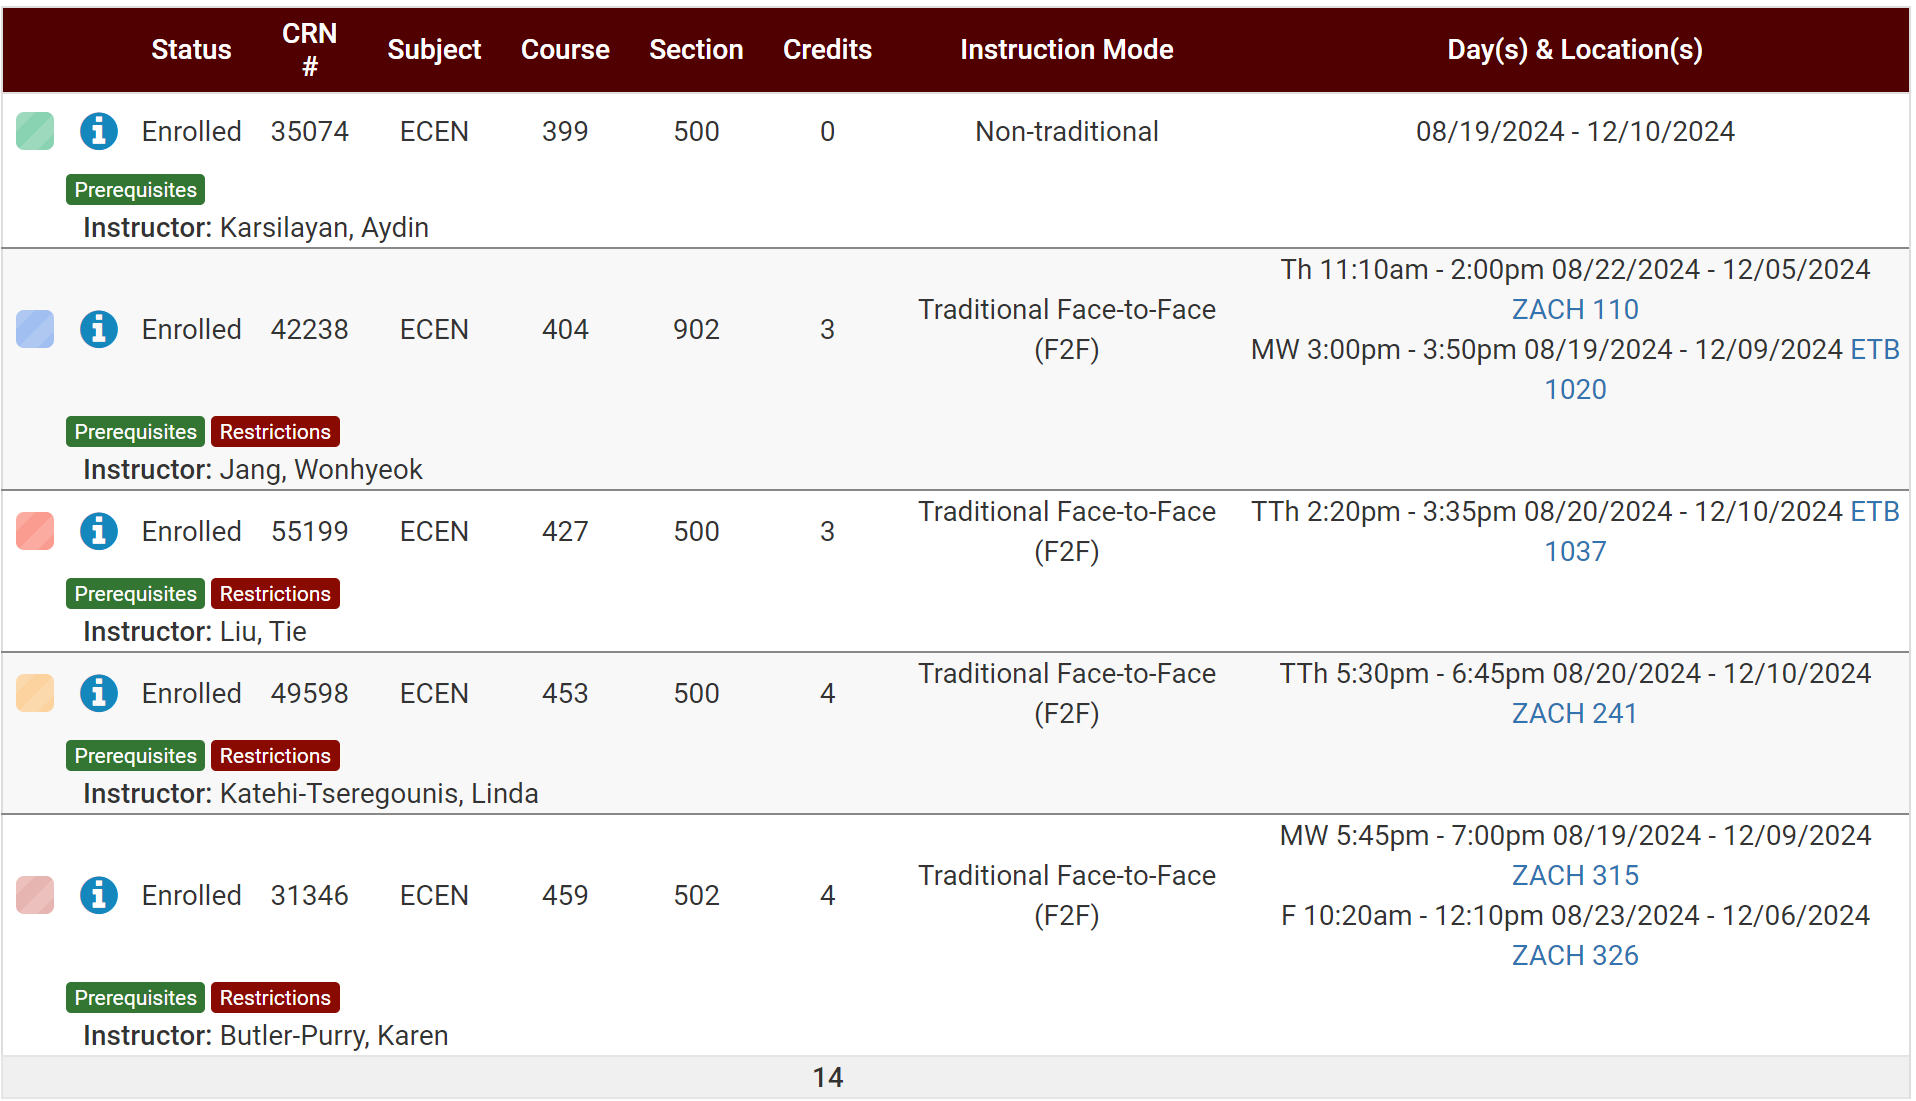 Status CRN # Subject Course Section Credits Instruction Mode Day(s) & Location(s)
Enrolled 35074 ECEN 399 500 0 Non-traditional 08/19/2024 - 12/10/2024
Prerequisites
Instructor: Karsilayan, Aydin
Th 11:10am - 2:00pm 08/22/2024 - 12/05/2024
ZACH 110
Enrolled 42238 ECEN 404 902 3 Traditional Face-to-Face
(F2F)
MW 3:00pm - 3:50pm 08/19/2024 - 12/09/2024 ETB
1020
Prerequisites Restrictions
Instructor: Jang, Wonhyeok
Enrolled 55199 ECEN 427 500 3 Traditional Face-to-Face
(F2F)
TTh 2:20pm - 3:35pm 08/20/2024 - 12/10/2024 ETB
1037
Prerequisites Restrictions
Instructor: Liu, Tie
Enrolled 49598 ECEN 453 500 4 Traditional Face-to-Face
(F2F)
TTh 5:30pm - 6:45pm 08/20/2024 - 12/10/2024
ZACH 241
Prerequisites Restrictions
Instructor: Katehi-Tseregounis, Linda
MW 5:45pm - 7:00pm 08/19/2024 - 12/09/2024
ZACH 315
Enrolled 31346 ECEN 459 502 4 Traditional Face-to-Face
(F2F)
F 10:20am - 12:10pm 08/23/2024 - 12/06/2024
ZACH 326
Prerequisites Restrictions
Instructor: Butler-Purry, Karen
14